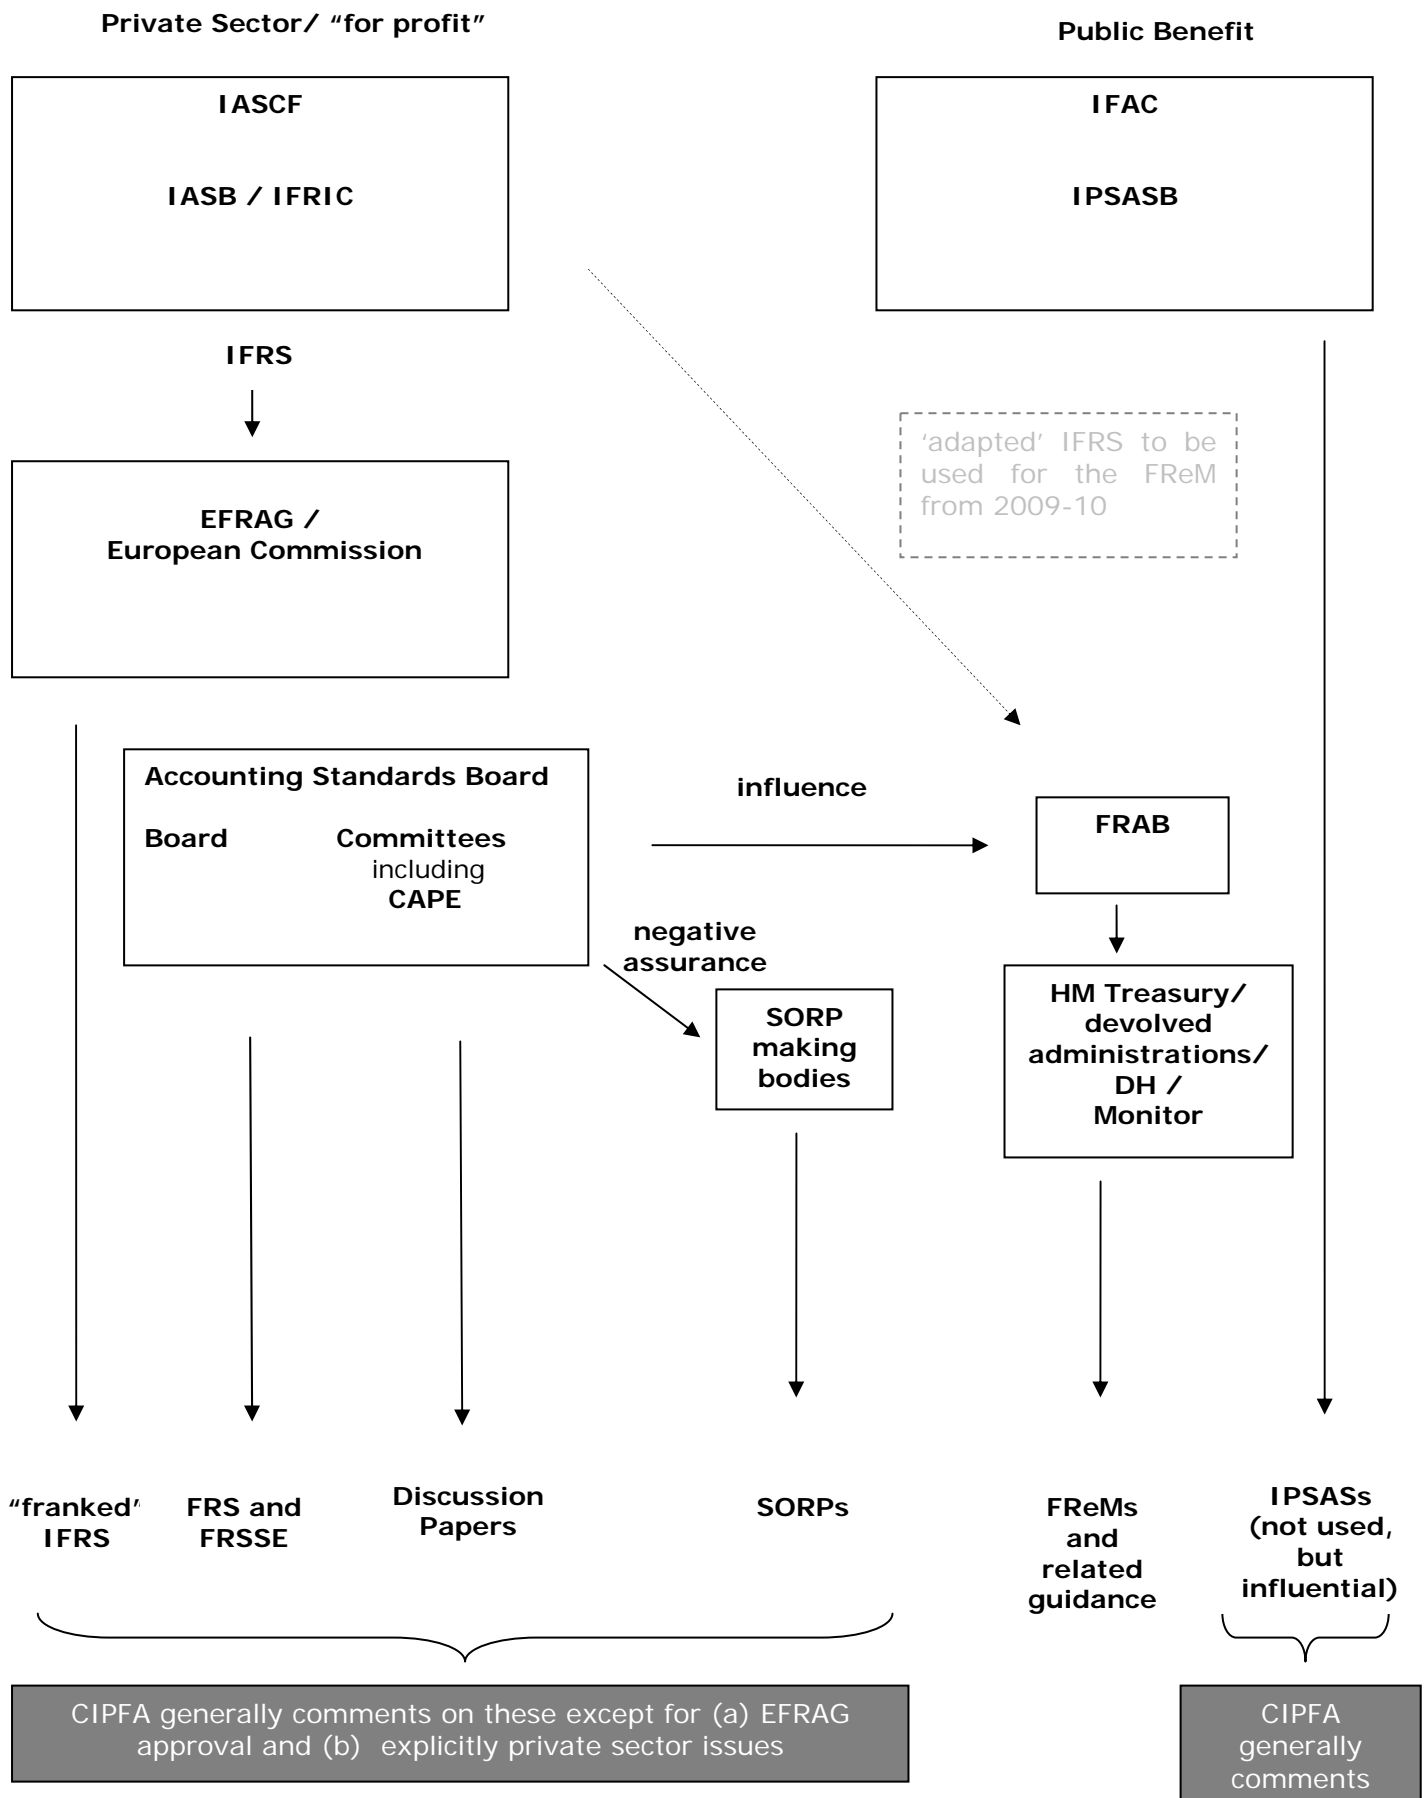 Private Sector/ “for profit”
Public Benefit
IASCF
IASB / IFRIC
IFAC
IPSASB
IFRS
‘adapted’ IFRS to be
used for the FReM
from 2009-10
EFRAG /
European Commission
Accounting Standards Board
Board Committees
including
CAPE
influence
FRAB
negative
assurance
SORP
making
bodies
HM Treasury/
devolved
administrations/
DH /
Monitor
“franked”
IFRS
FRS and
FRSSE
Discussion
Papers
SORPs
FReMs
and
related
guidance
IPSASs
(not used,
but
influential)
CIPFA generally comments on these except for (a) EFRAG
approval and (b) explicitly private sector issues
CIPFA
generally
comments